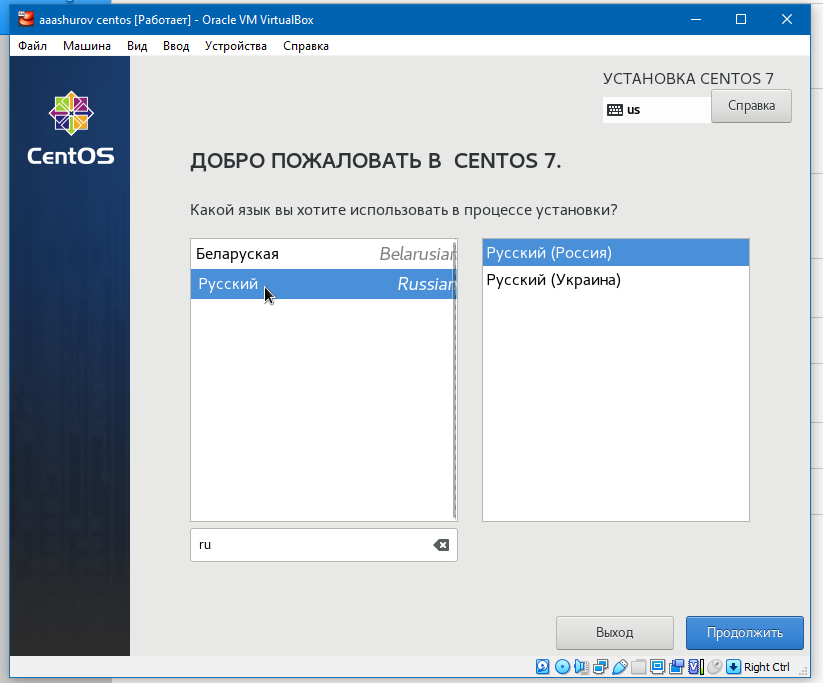 aaashurov centos [Работает] - Oracle VM VirtualBox
Файл Машина Вид Ввод Устройства Справка
УСТАНОВКА CENTOS 7
us
Справка
CentOS
ДОБРО ПОЖАЛОВАТЬ В CENTOS 7.
Какой язык вы хотите использовать в процессе установки?
Беларуская Belarusian
Русский Russian
Русский (Россия)
Русский (Украина)
ru
Выход
Продолжить
Right Ctrl